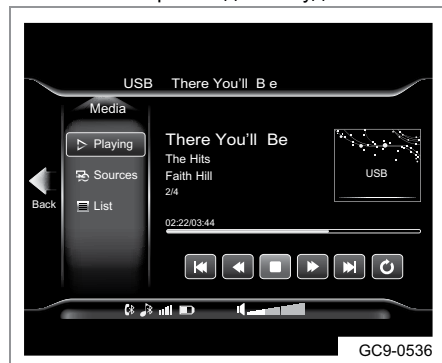 USB There You'll B e
Media
Playing
Sources
List
Back
There You'll Be
The Hits
Faith Hill
2/4
USB
02:22/03:44
GC9-0536